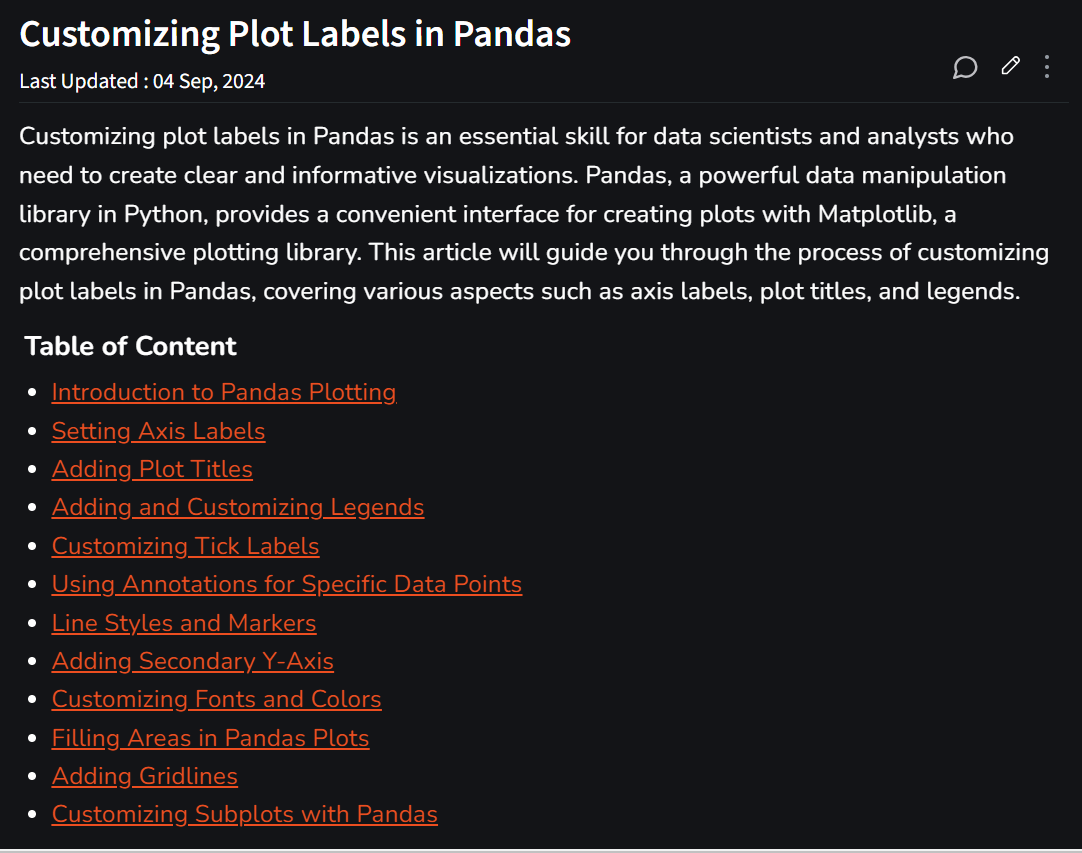 Customizing Plot Labels in Pandas
Last Updated : 04 Sep, 2024
Customizing plot labels in Pandas is an essential skill for data scientists and analysts who
need to create clear and informative visualizations. Pandas, a powerful data manipulation
library in Python, provides a convenient interface for creating plots with Matplotlib, a
comprehensive plotting library. This article will guide you through the process of customizing
plot labels in Pandas, covering various aspects such as axis labels, plot titles, and legends.
Table of Content
Introduction to Pandas Plotting
Setting Axis Labels
Adding Plot Titles
Adding and Customizing Legends
Customizing Tick Labels
Using Annotations for Specific Data Points
Line Styles and Markers
Adding Secondary Y-Axis
Customizing Fonts and Colors
Filling Areas in Pandas Plots
Adding Gridlines
Customizing Subplots with Pandas